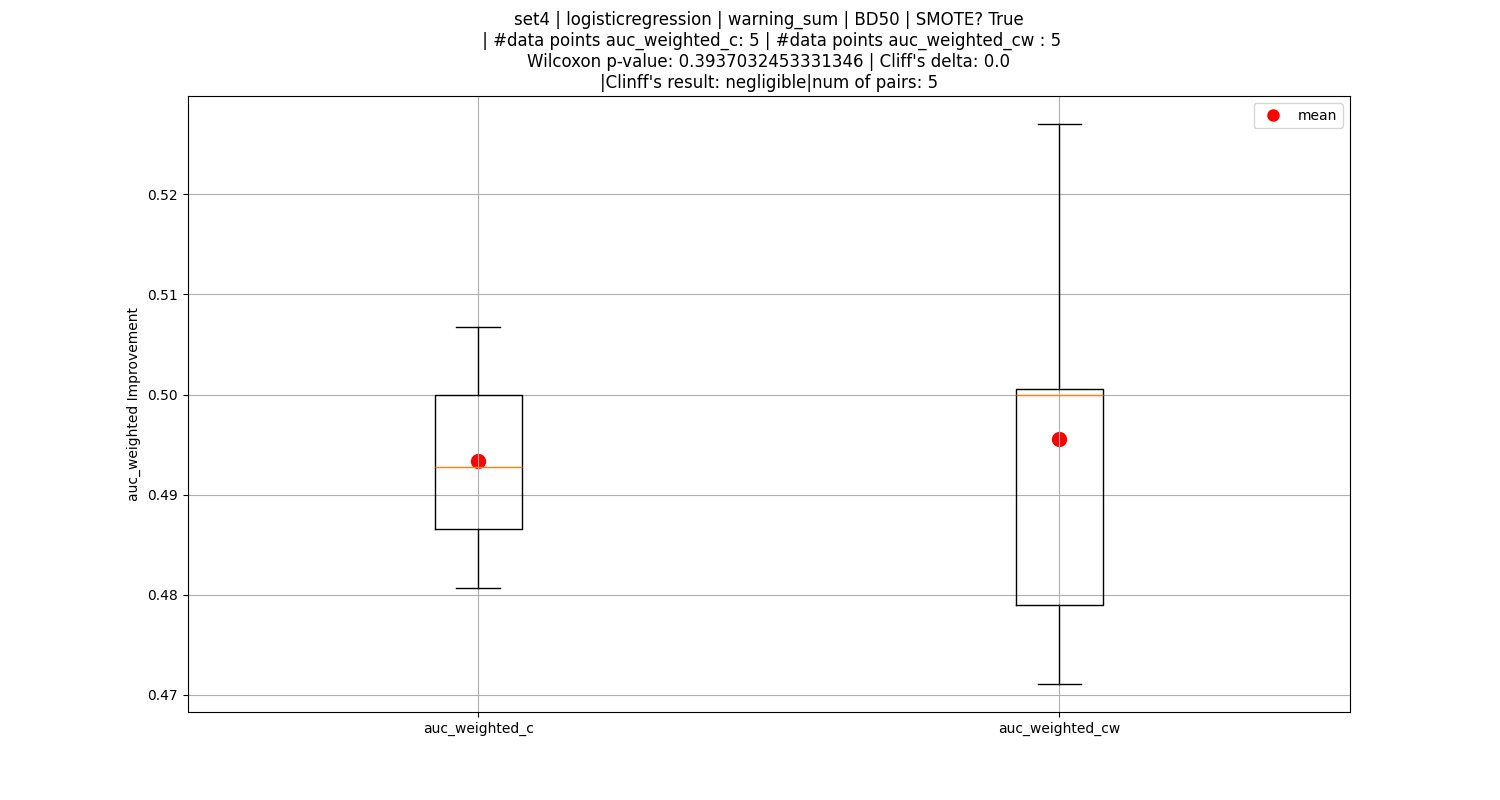 set4 | logisticregression | warning_sum | BD50 | SMOTE? True
| #data points auc_weighted_c: 5 | #data points auc_weighted_cw : 5
Wilcoxon p-value: 0.3937032453331346 | Cliff's delta: 0.0
|Clinff's result: negligible|num of pairs: 5
mean
auc_weighted Improvement
0.52
0.51
0.50
0.49
0.48
0.47
auc_weighted_c
auc_weighted_cw